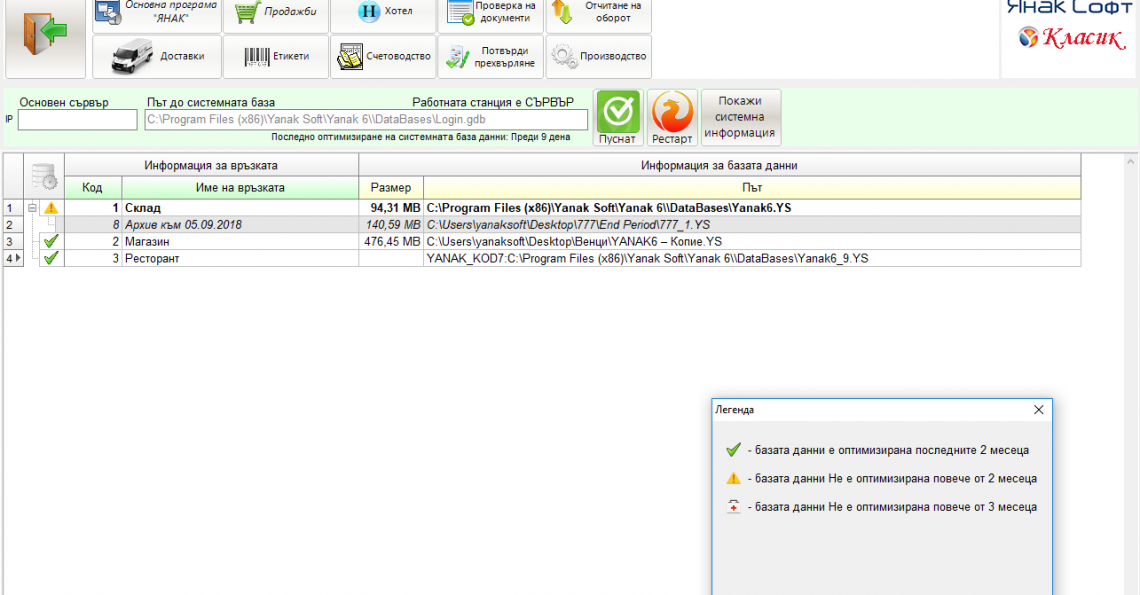 Основна програма
"ЯНАК"
Продажби
Хотел
Проверка на
документи
Отчитане на
оборот
Янак Софт
Класик
Доставки
Етикети
Счетоводство
Потвърди
прехвърляне
Производство
Основен сървър
Път до системната база
Работната станция е СЪРВЪР
IP
C:\Program Files (x86)\Yanak Soft\Yanak 6\\DataBases\Login.gdb
Последно оптимизиране на системната база данни: Преди 9 дена
Пуснат
Рестарт
Покажи
системна
информация
Информация за връзката
Информация за базата данни
Код
Име на връзката
Размер
Път
1 1 Склад 94,31 MB C:\Program Files (x86)\Yanak Soft\Yanak 6\\DataBases\Yanak6.YS
2 8 Архив към 05.09.2018 140,59 MB C:\Users\yanaksoft\Desktop\777\End Period\777_1.YS
3 2 Магазин 476,45 MB C:\Users\yanaksoft\Desktop\Венци\YANAK6 – Копие.YS
4 3 Ресторант YANAK_KOD7:C:\Program Files (x86)\Yanak Soft\Yanak 6\\DataBases\Yanak6_9.YS
Легенда
- базата данни е оптимизирана последните 2 месеца
- базата данни Не е оптимизирана повече от 2 месеца
- базата данни Не е оптимизирана повече от 3 месеца